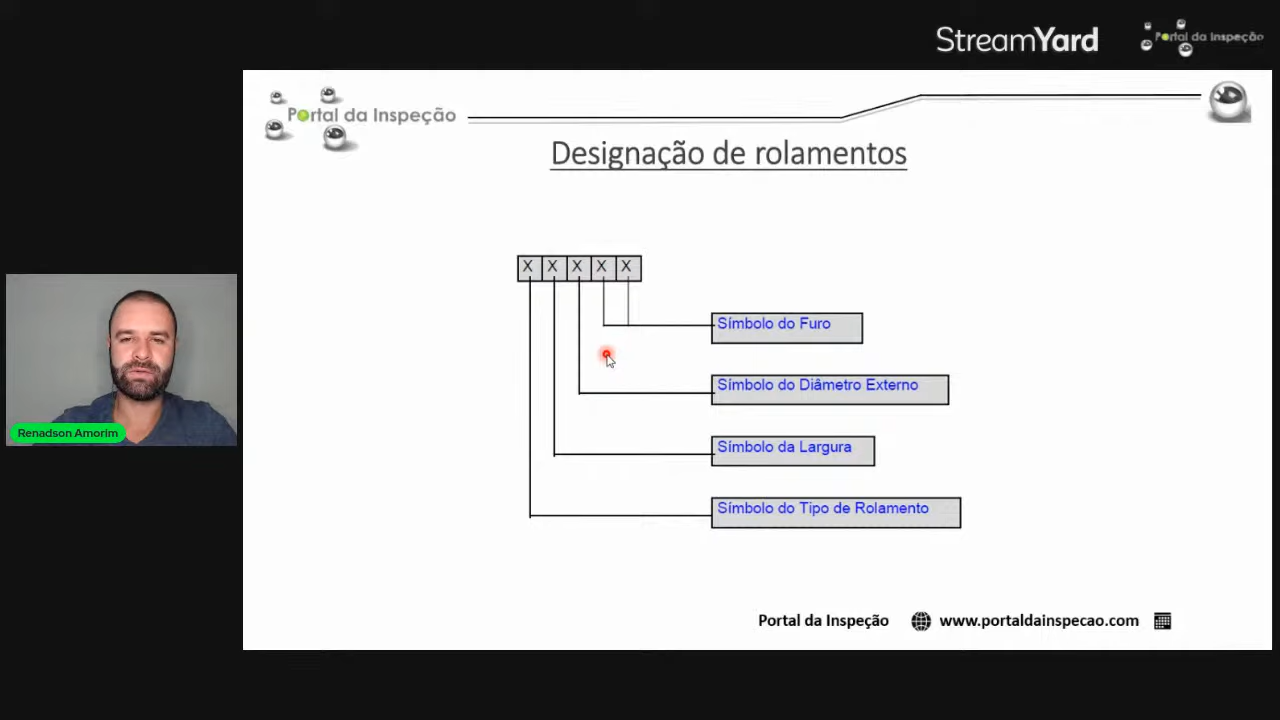 StreamYard
Portal da Inspeção
Portal da Inspeção
Designação de rolamentos
X X X X X
Símbolo do Furo
Símbolo do Diâmetro Externo
Símbolo da Largura
Símbolo do Tipo de Rolamento
Renadson Amorim
Portal da Inspeção www.portaldainspecao.com